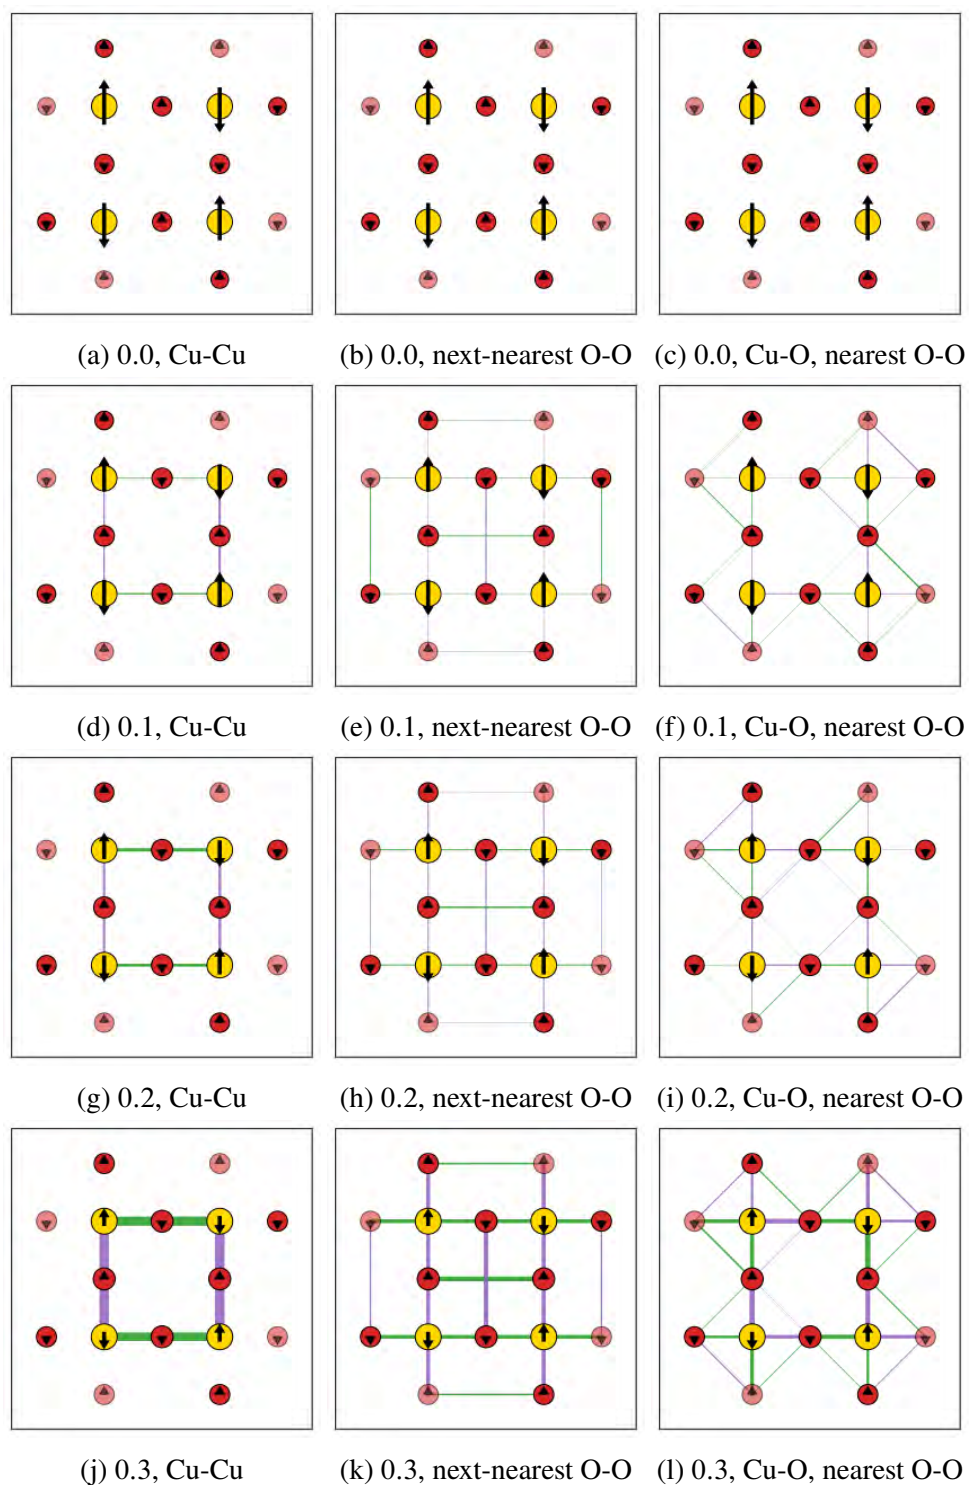 (a) 0.0, Cu-Cu
(b) 0.0, next-nearest O-O
(c) 0.0, Cu-O, nearest O-O
(d) 0.1, Cu-Cu
(e) 0.1, next-nearest O-O
(f) 0.1, Cu-O, nearest O-O
(g) 0.2, Cu-Cu
(h) 0.2, next-nearest O-O
(i) 0.2, Cu-O, nearest O-O
(j) 0.3, Cu-Cu
(k) 0.3, next-nearest O-O
(l) 0.3, Cu-O, nearest O-O